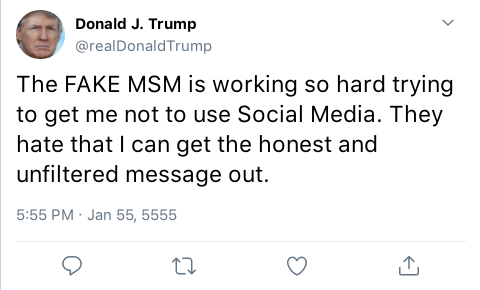 Donald J. Trump
@realDonaldTrump
The FAKE MSM is working so hard trying
to get me not to use Social Media. They
hate that I can get the honest and
unfiltered message out.
5:55 PM · Jan 55, 5555